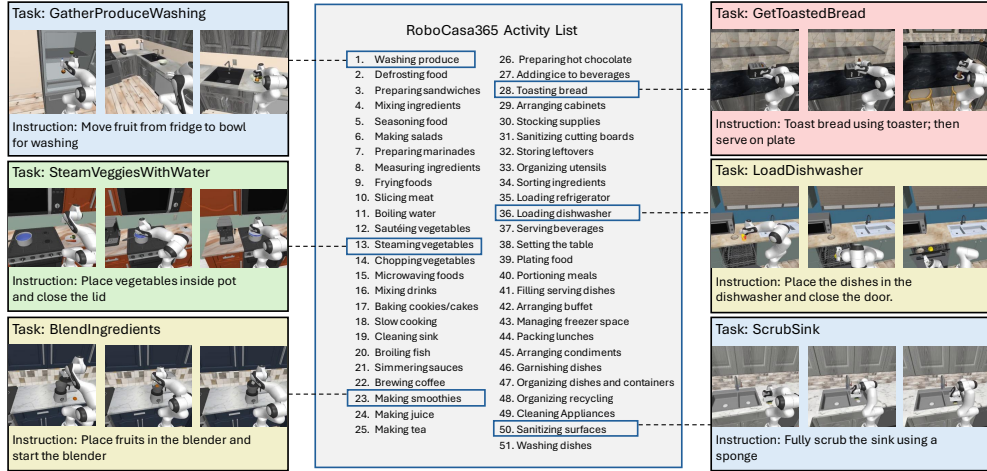 Task: GatherProduceWashing
Instruction: Move fruit from fridge to bowl
for washing
Task: SteamVeggiesWithWater
Instruction: Place vegetables inside pot
and close the lid
Task: BlendIngredients
Instruction: Place fruits in the blender and
start the blender
RoboCasa365 Activity List
1. Washing produce
2. Defrosting food
3. Preparing sandwiches
4. Mixing ingredients
5. Seasoning food
6. Making salads
7. Preparing marinades
8. Measuring ingredients
9. Frying foods
10. Slicing meat
11. Boiling water
12. Sautéing vegetables
13. Steaming vegetables
14. Chopping vegetables
15. Microwaving foods
16. Mixing drinks
17. Baking cookies/cakes
18. Slow cooking
19. Cleaning sink
20. Broiling fish
21. Simmering sauces
22. Brewing coffee
23. Making smoothies
24. Making juice
25. Making tea
26. Preparing hot chocolate
27. Adding ice to beverages
28. Toasting bread
29. Arranging cabinets
30. Stocking supplies
31. Sanitizing cutting boards
32. Storing leftovers
33. Organizing utensils
34. Sorting ingredients
35. Loading refrigerator
36. Loading dishwasher
37. Serving beverages
38. Setting the table
39. Plating food
40. Portioning meals
41. Filling serving dishes
42. Arranging buffet
43. Managing freezer space
44. Packing lunches
45. Arranging condiments
46. Garnishing dishes
47. Organizing dishes and containers
48. Organizing recycling
49. Cleaning Appliances
50. Sanitizing surfaces
51. Washing dishes
Task: GetToastedBread
Instruction: Toast bread using toaster; then
serve on plate
Task: LoadDishwasher
Instruction: Place the dishes in the
dishwasher and close the door.
Task: ScrubSink
Instruction: Fully scrub the sink using a
sponge